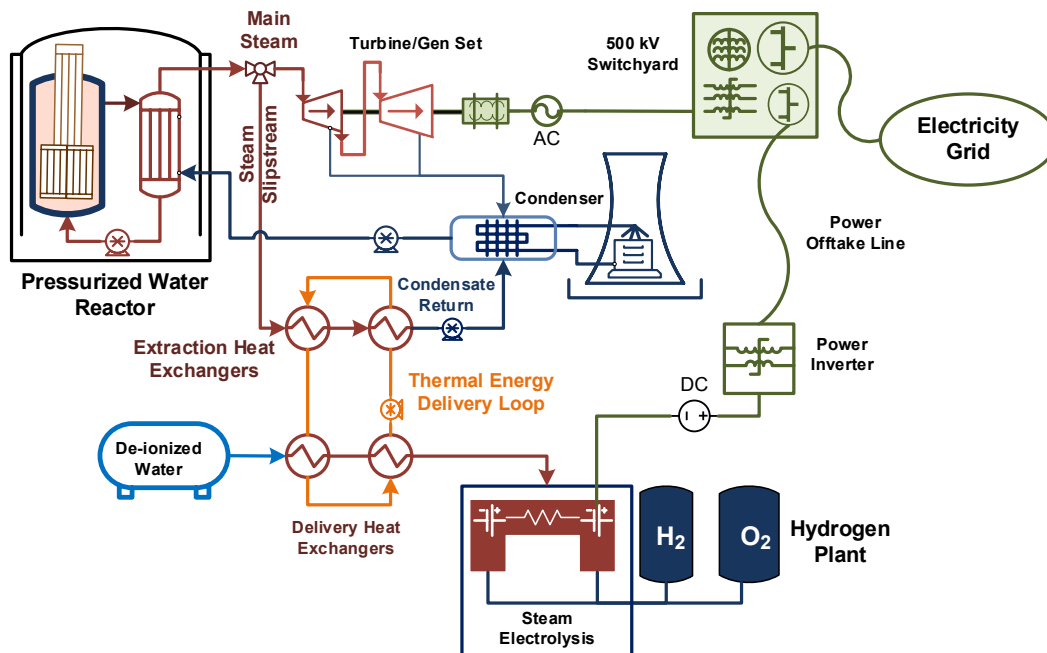 Main
Steam
Turbine/Gen Set
500 kV
Switchyard
AC
Electricity
Grid
Steam
Slipstream
Condenser
Power
Offtake Line
Pressurized Water
Reactor
Condensate
Return
Extraction Heat
Exchangers
Power
Inverter
Thermal Energy
Delivery Loop
DC
De-ionized
Water
Delivery Heat
Exchangers
H2
O2
Hydrogen
Plant
Steam
Electrolysis